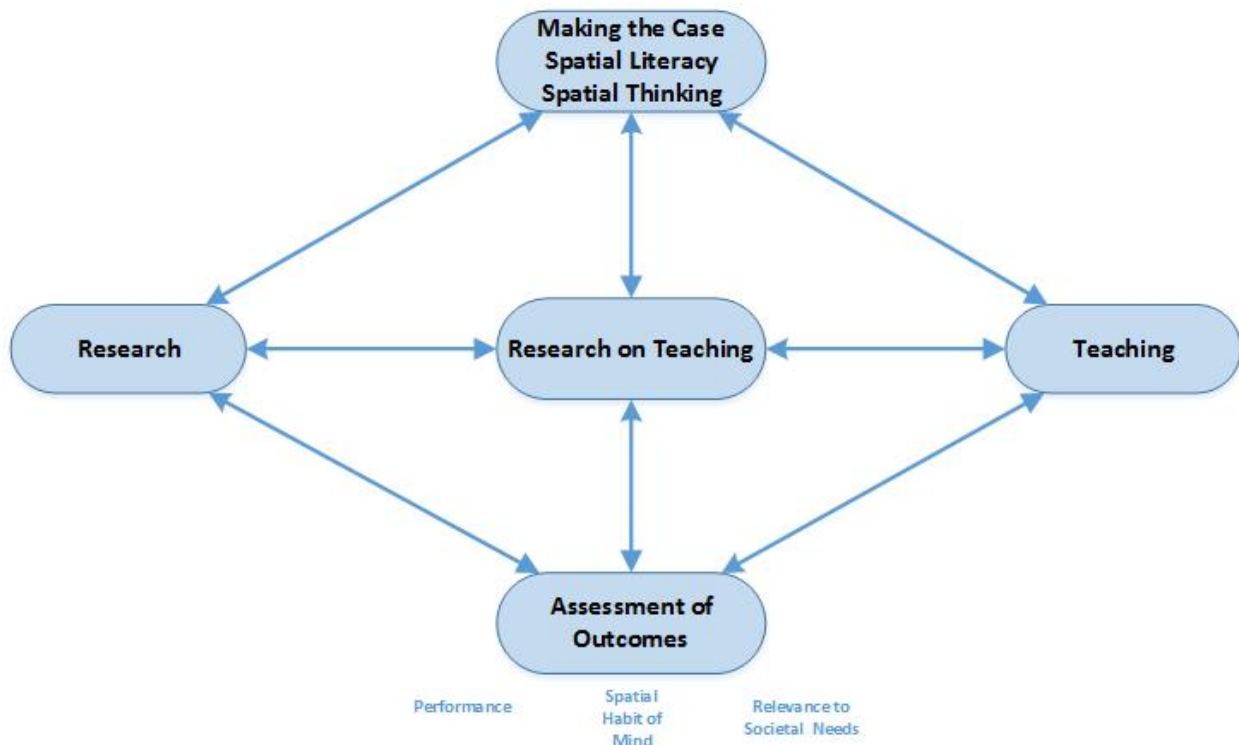 Making the Case
Spatial Literacy
Spatial Thinking
Research
Research on Teaching
Teaching
Assessment of
Outcomes
Performance
Spatial
Habit of
Mind
Relevance to
Societal Needs